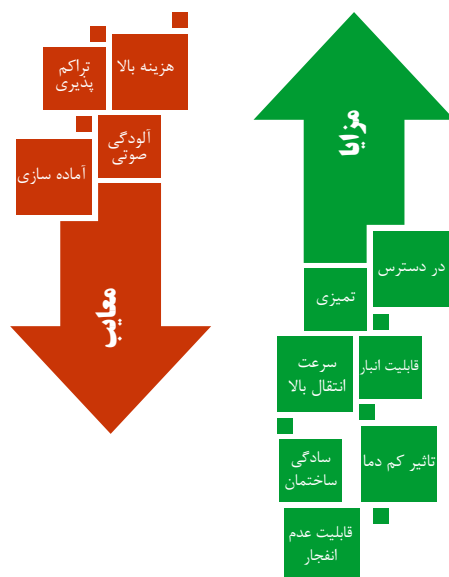 مزایا
در دسترس
تمیزی
قابلیت انبار
سرعت
انتقال بالا
تاثیر کم دما
سادگی
ساختمان
قابلیت عدم
انفجار
هزینه بالا
تراکم
پذیری
آلودگی
صوتی
آماده سازی
معایب